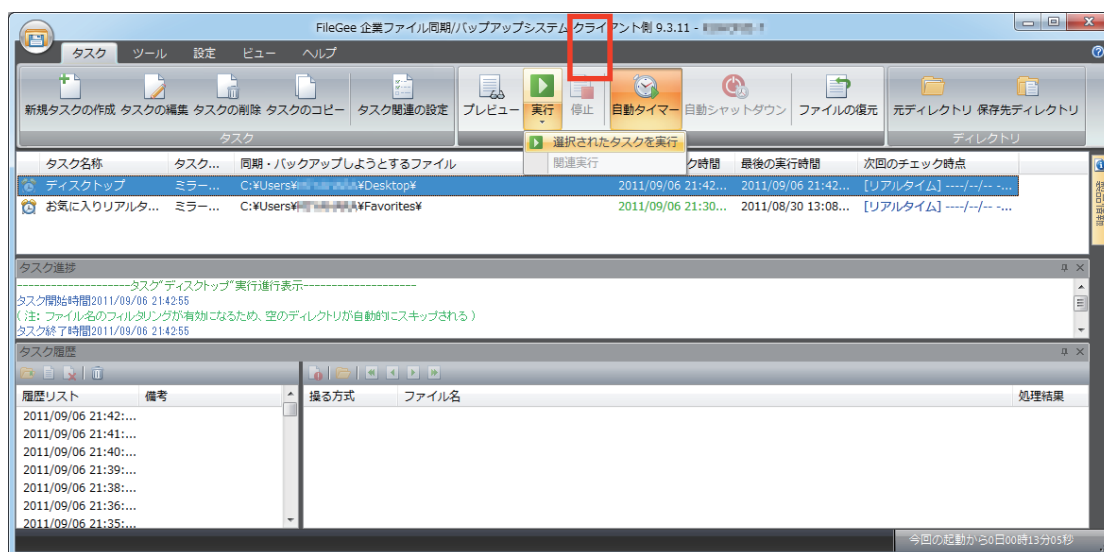 FileGee 企業ファイル同期/バップアップシステム クライアント側 9.3.11 -
タスク ツール 設定 ビュー ヘルプ
新規タスクの作成 タスクの編集 タスクの削除 タスクのコピー タスク関連の設定 プレビュー 実行 停止 自動タイマー 自動シャットダウン ファイルの復元 元ディレクトリ 保存先ディレクトリ
タスク ディレクトリ
選択されたタスクを実行
関連実行
タスク名称 タスク... 同期・バックアップしようとするファイル ク時間 最後の実行時間 次回のチェック時点
ディスクトップ ミラー... C:¥Users¥ ¥Desktop¥ 2011/09/06 21:42... 2011/09/06 21:42... [リアルタイム] ----/--/-- -...
お気に入りリアルタ... ミラー... C:¥Users¥ ¥Favorites¥ 2011/09/06 21:30... 2011/08/30 13:08... [リアルタイム] ----/--/-- -...
タスク進捗
--------------------タスク"ディスクトップ"実行進行表示--------------------
タスク開始時間2011/09/06 21:42:55
(注: ファイル名のフィルタリングが有効になるため、空のディレクトリが自動的にスキップされる)
タスク終了時間2011/09/06 21:42:55
タスク履歴
履歴リスト 備考 操る方式 ファイル名 処理結果
2011/09/06 21:42:...
2011/09/06 21:41:...
2011/09/06 21:40:...
2011/09/06 21:39:...
2011/09/06 21:38:...
2011/09/06 21:36:...
2011/09/06 21:35:...
今回の起動から0日00時13分05秒